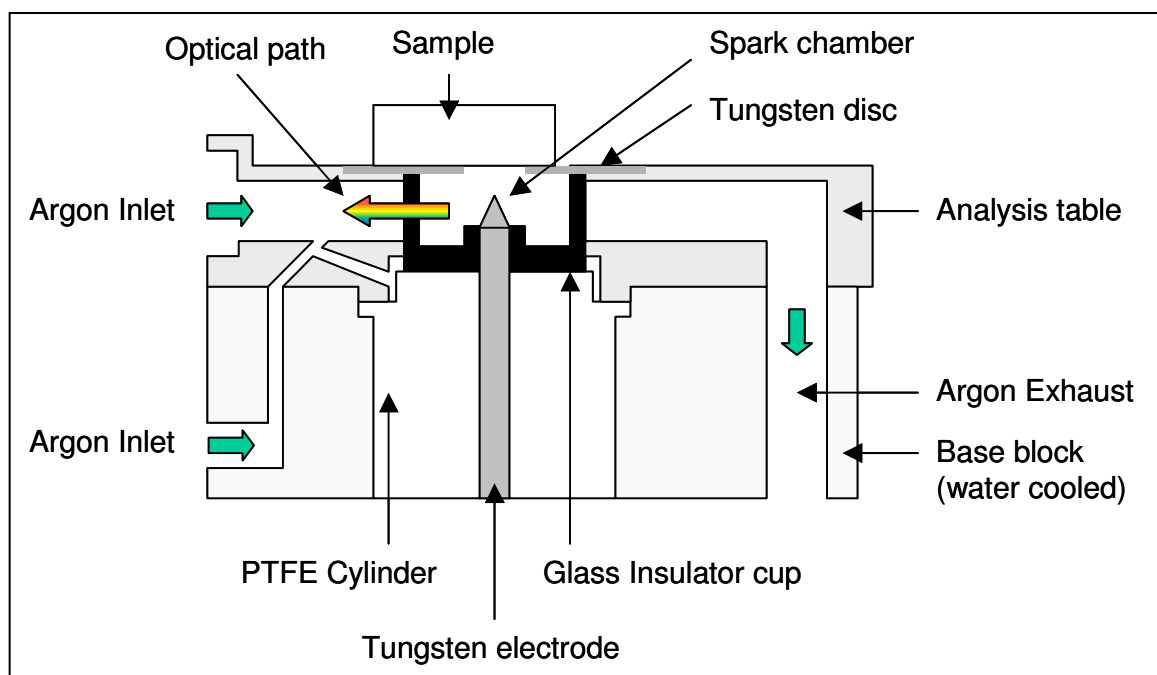 Optical path
Sample
Spark chamber
Tungsten disc
Argon Inlet
Analysis table
Argon Inlet
Argon Exhaust
Base block
(water cooled)
PTFE Cylinder
Glass Insulator cup
Tungsten electrode